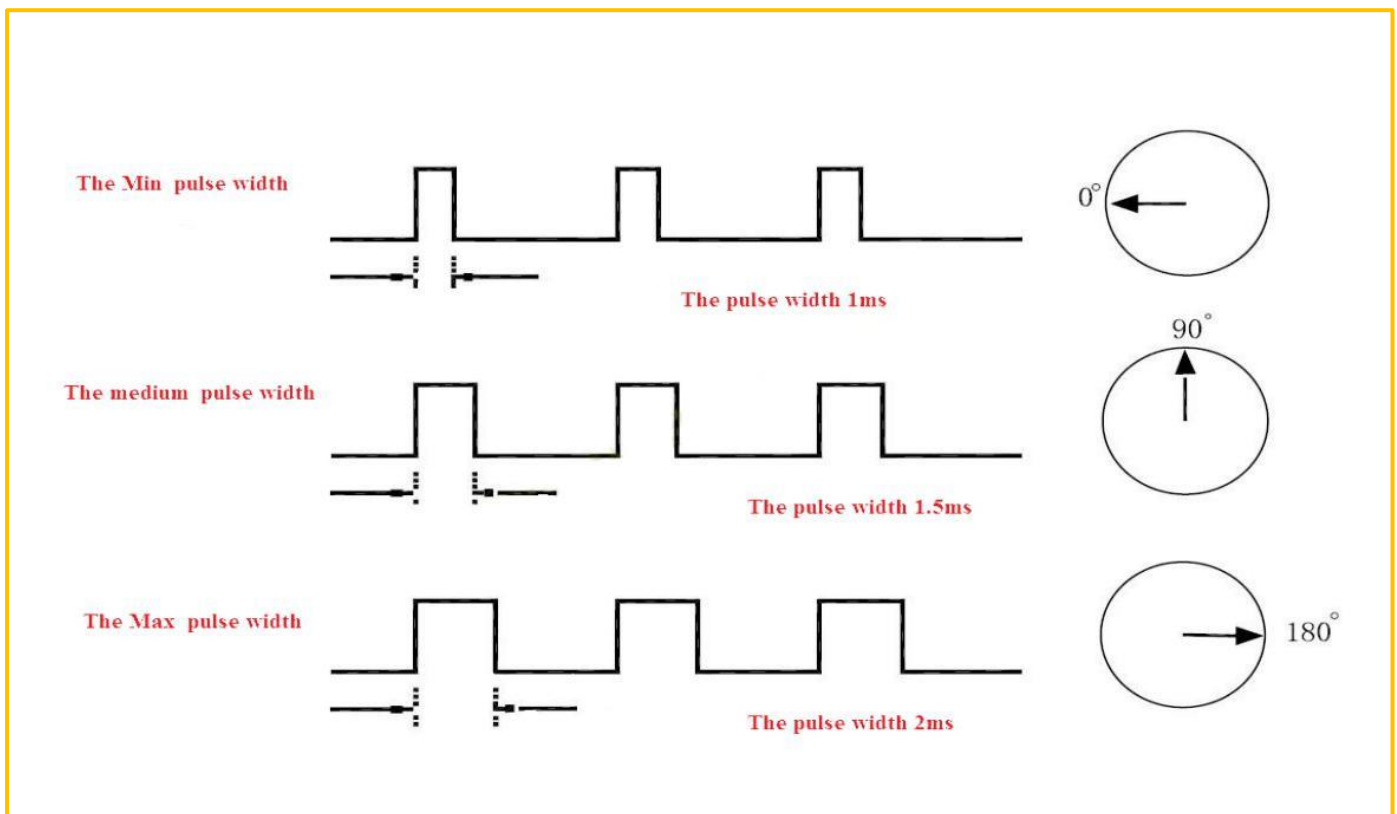 The Min  pulse width
0°
The pulse width 1ms
90°
The medium  pulse width
The pulse width 1.5ms
The Max  pulse width
180°
The pulse width 2ms